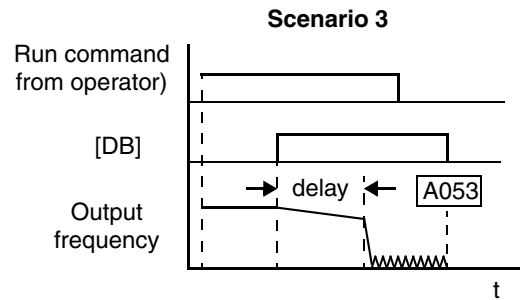 Scenario 3
Run command
from operator)
[DB]
delay
A053
Output
frequency
t